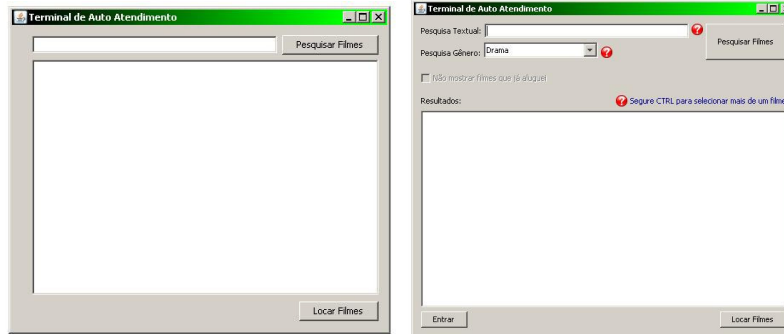 Terminal de Auto Atendimento
Pesquisar Filmes
Locar Filmes
Terminal de Auto Atendimento
Pesquisa Textual:
Pesquisar Filmes
Pesquisa Gênero: Drama
Não mostrar filmes que já aluguei
Resultados:
Segure CTRL para selecionar mais de um filme
Entrar
Locar Filmes